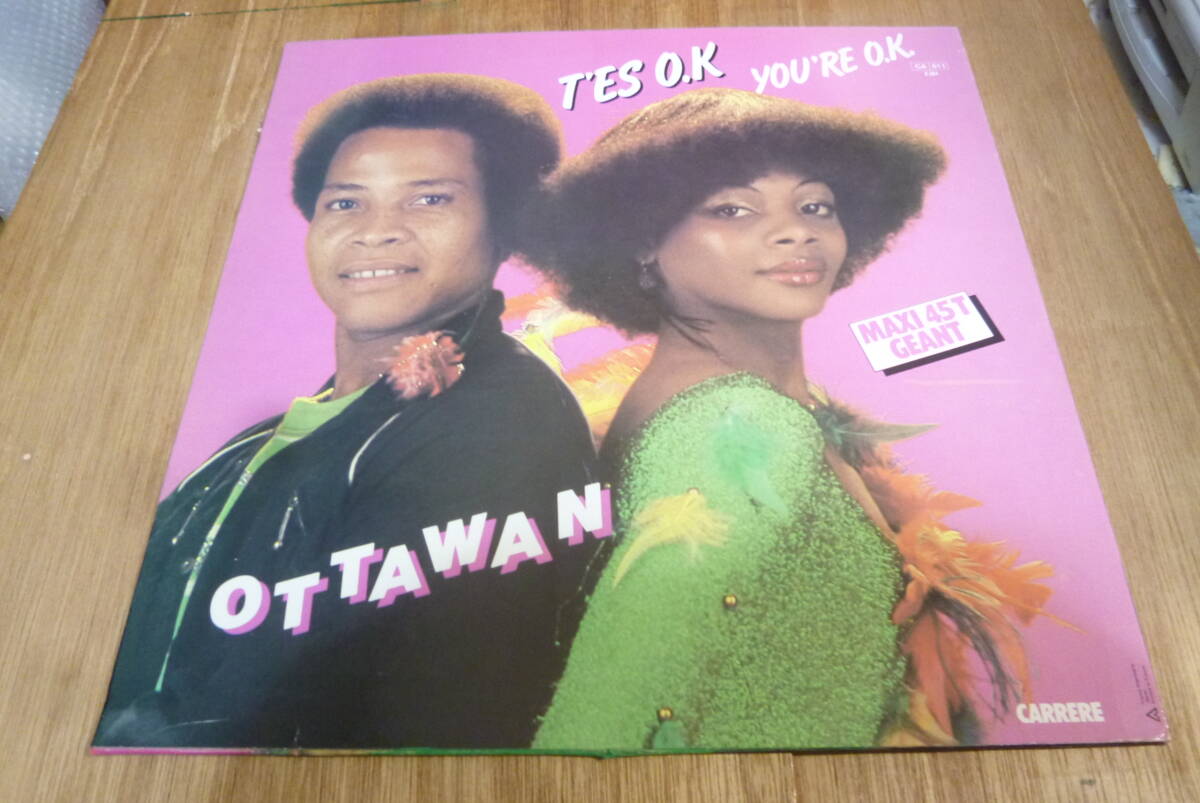 T'ES O.K
YOU'RE O.K.
MAXI 45T
GEANT
OTTAWAN
CARRERE